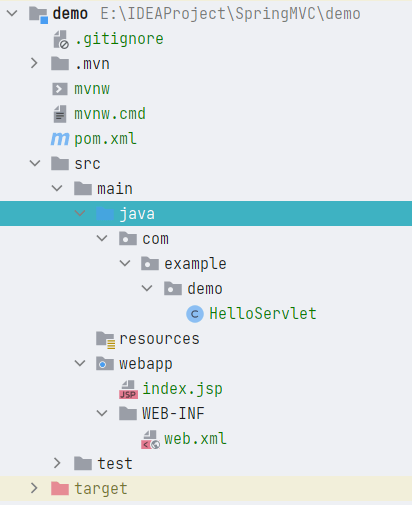 demo E:\IDEAProject\SpringMVC\demo
.gitignore
.mvn
mvnw
mvnw.cmd
pom.xml
src
main
java
com
example
demo
HelloServlet
resources
webapp
index.jsp
WEB-INF
web.xml
test
target